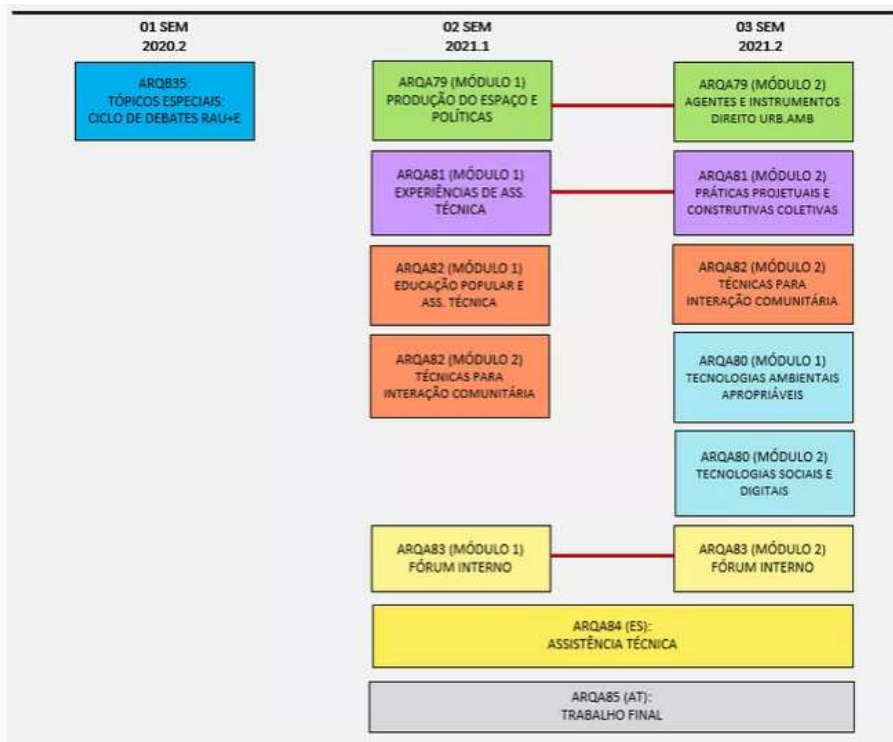 01 SEM
2020.2
02 SEM
2021.1
03 SEM
2021.2
ARQB35:
TÓPICOS ESPECIAIS:
CICLO DE DEBATES RAU+E
ARQA79 (MÓDULO 1)
PRODUÇÃO DO ESPAÇO E
POLÍTICAS
ARQA79 (MÓDULO 2)
AGENTES E INSTRUMENTOS
DIREITO URB.AMB
ARQA81 (MÓDULO 1)
EXPERIÊNCIAS DE ASS.
TÉCNICA
ARQA81 (MÓDULO 2)
PRÁTICAS PROJETUAIS E
CONSTRUTIVAS COLETIVAS
ARQA82 (MÓDULO 1)
EDUCAÇÃO POPULAR E
ASS. TÉCNICA
ARQA82 (MÓDULO 2)
TÉCNICAS PARA
INTERAÇÃO COMUNITÁRIA
ARQA82 (MÓDULO 2)
TÉCNICAS PARA
INTERAÇÃO COMUNITÁRIA
ARQA80 (MÓDULO 1)
TECNOLOGIAS AMBIENTAIS
APROPRIÁVEIS
ARQA80 (MÓDULO 2)
TECNOLOGIAS SOCIAIS E
DIGITAIS
ARQA83 (MÓDULO 1)
FÓRUM INTERNO
ARQA83 (MÓDULO 2)
FÓRUM INTERNO
ARQA84 (ES):
ASSISTÊNCIA TÉCNICA
ARQA85 (AT):
TRABALHO FINAL